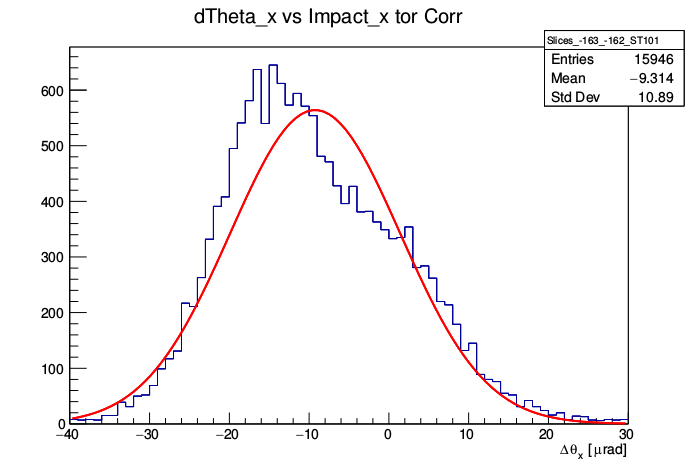 dTheta_x vs Impact_x tor Corr
Slices_-163_-162_ST101
Entries 15946
Mean −9.314
Std Dev 10.89
600
500
400
300
200
100
0
−40 −30 −20 −10 0 10 20 30
Δθx [μrad]